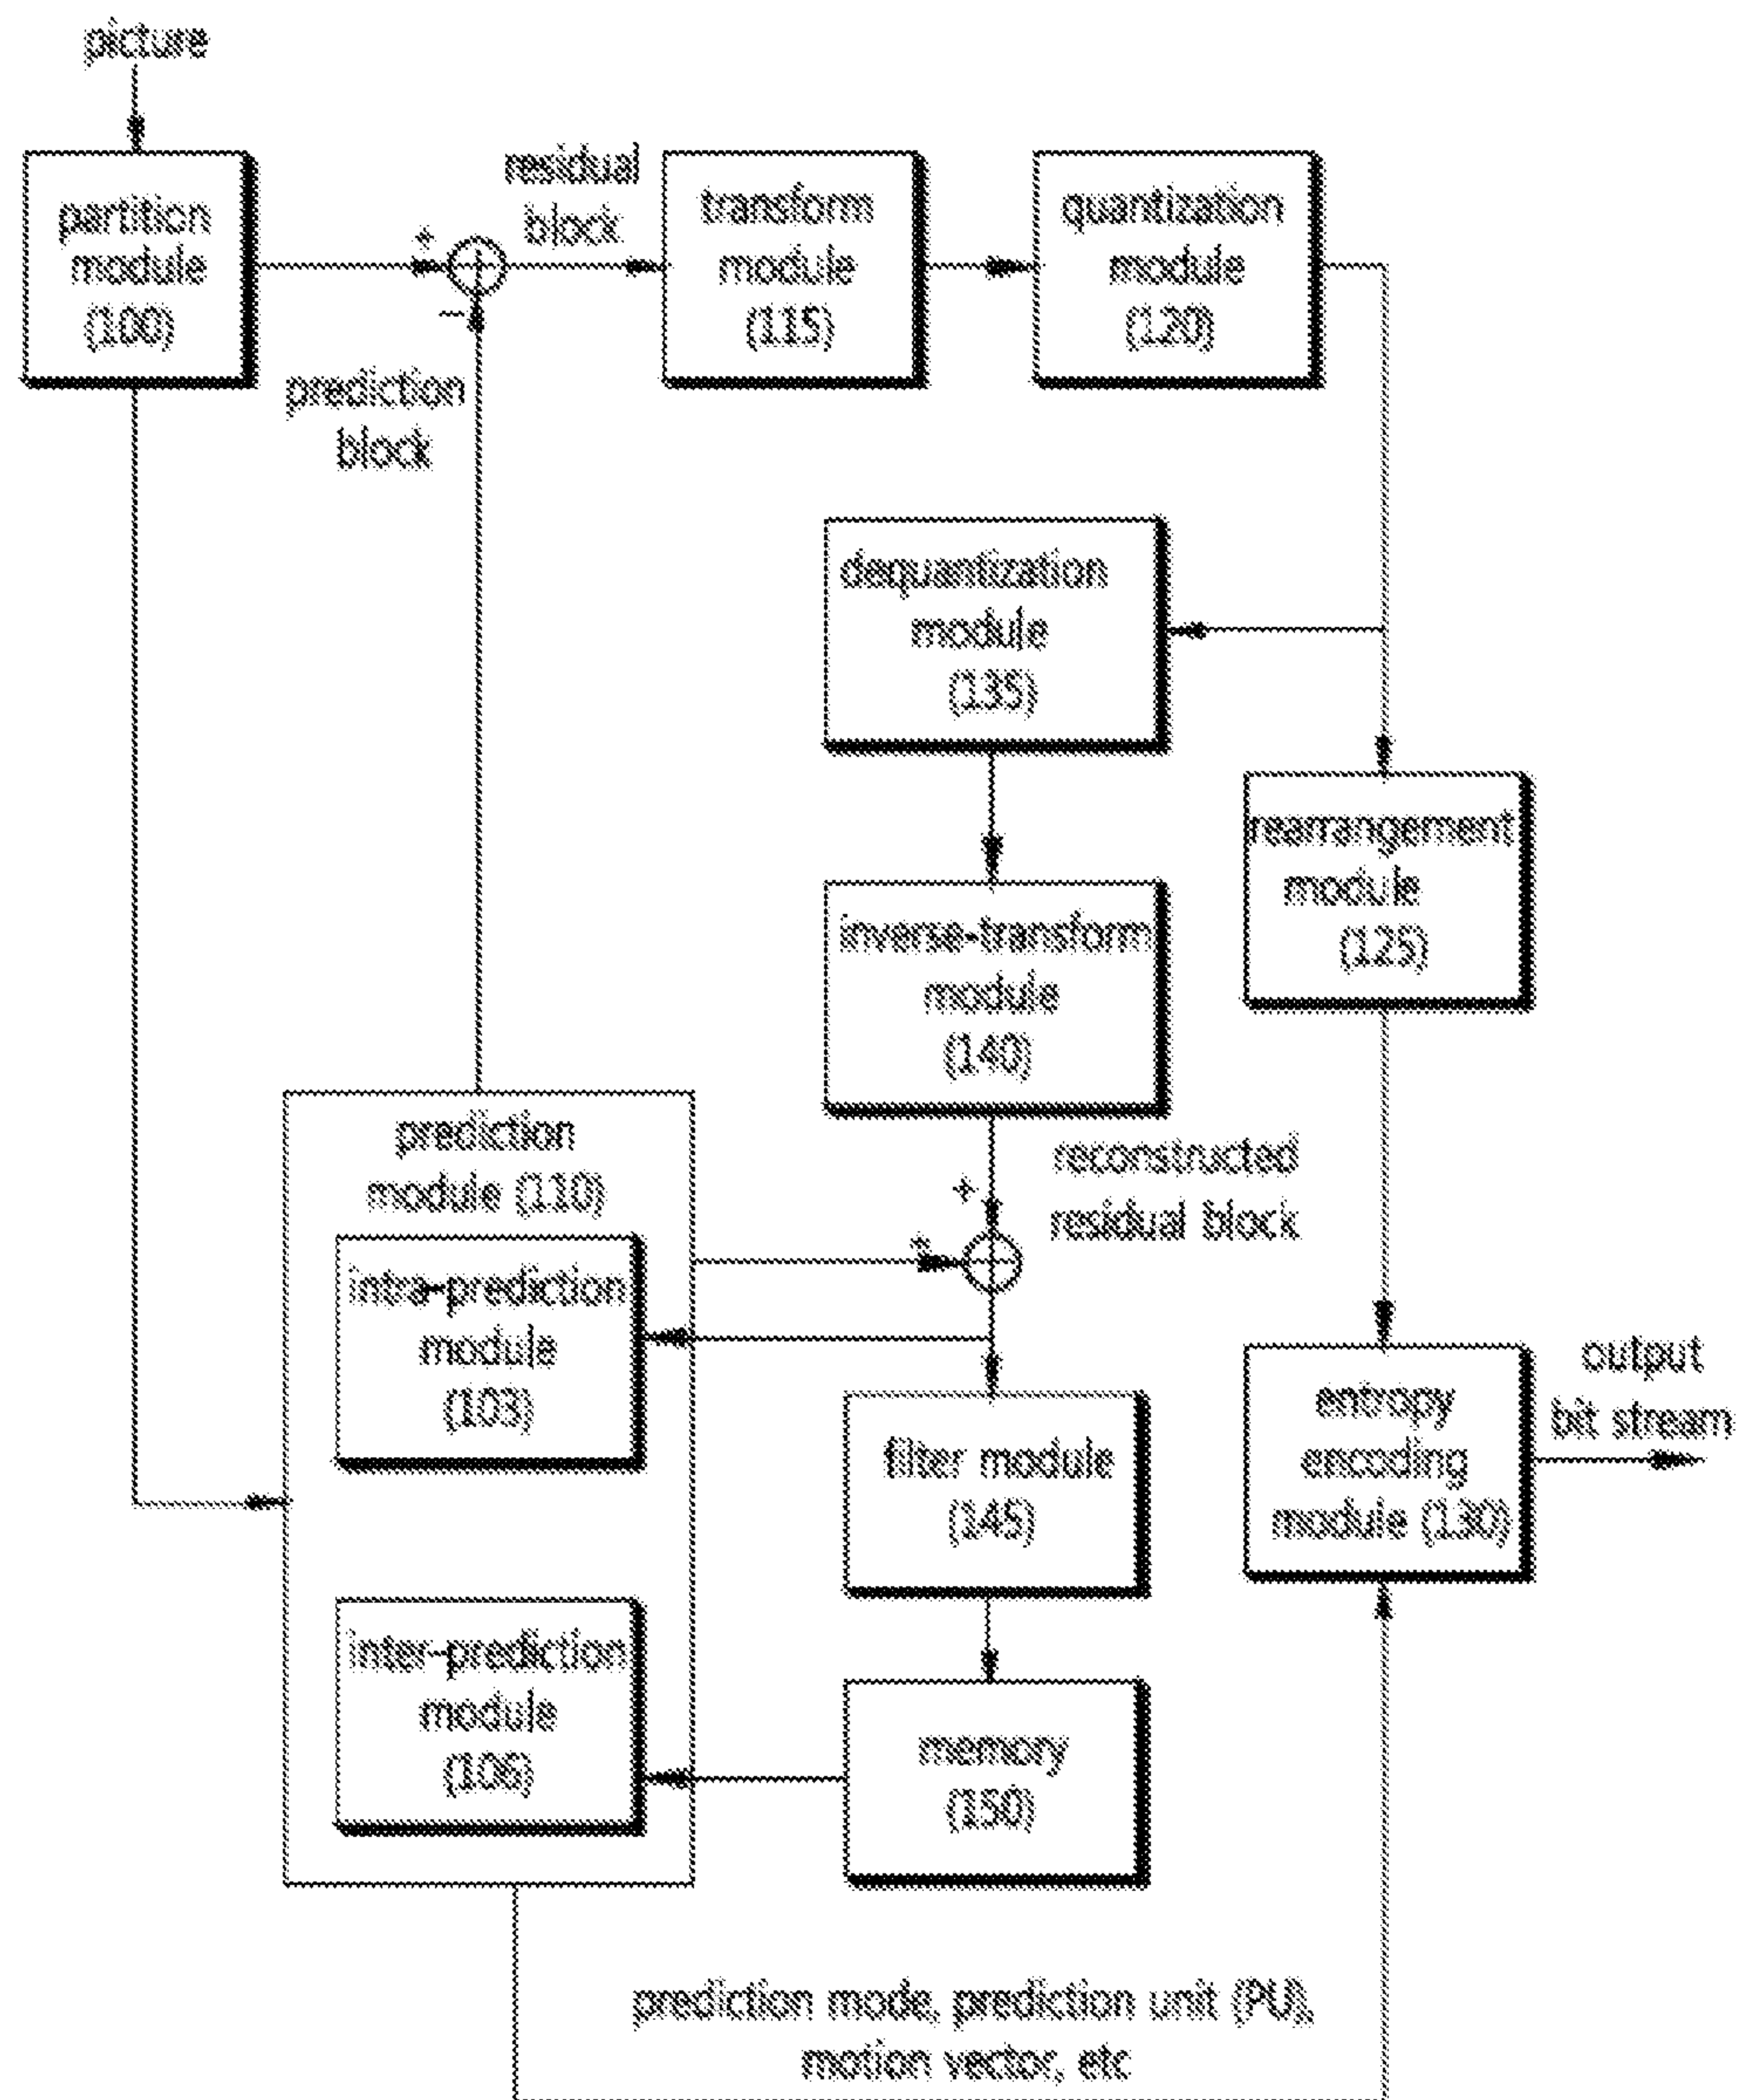 picture
partition
module
(100)
+
−
residual
block
prediction
block
transform
module
(115)
quantization
module
(120)
dequantization
module
(135)
rearrangement
module
(125)
inverse-transform
module
(140)
reconstructed
residual block
+
+
prediction
module (110)
intra-prediction
module
(103)
inter-prediction
module
(106)
filter module
(145)
memory
(150)
entropy
encoding
module (130)
output
bit stream
prediction mode, prediction unit (PU),
motion vector, etc